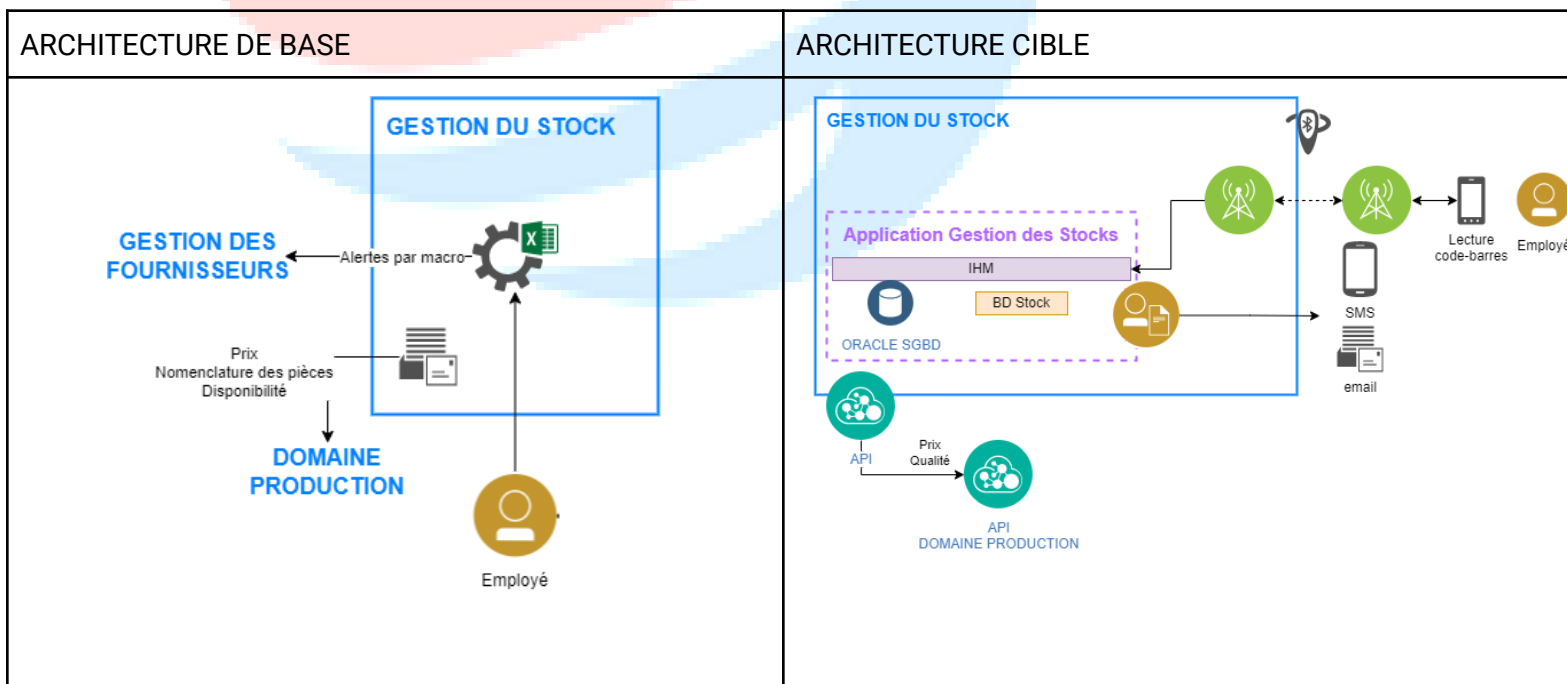 ARCHITECTURE DE BASE
GESTION DU STOCK
GESTION DES
FOURNISSEURS
Alertes par macro
X
Prix
Nomenclature des pièces
Disponibilité
DOMAINE
PRODUCTION
Employé
ARCHITECTURE CIBLE
GESTION DU STOCK
Application Gestion des Stocks
IHM
BD Stock
ORACLE SGBD
Lecture
code-barres
Employé
SMS
email
API
Prix
Qualité
API
DOMAINE PRODUCTION